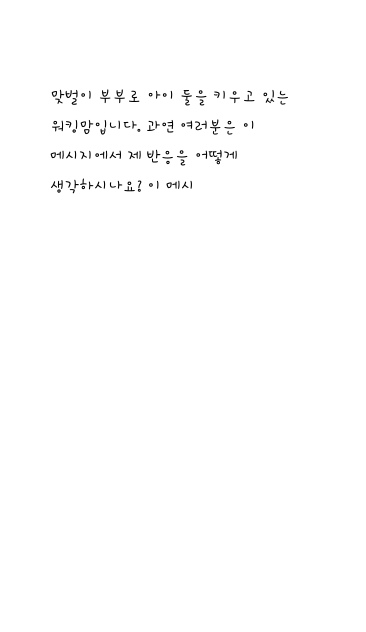 맞벌이 부부로 아이 둘을 키우고 있는
워킹맘입니다. 과연 여러분은 이
메시지에서 제 반응을 어떻게
생각하시나요? 이 메시